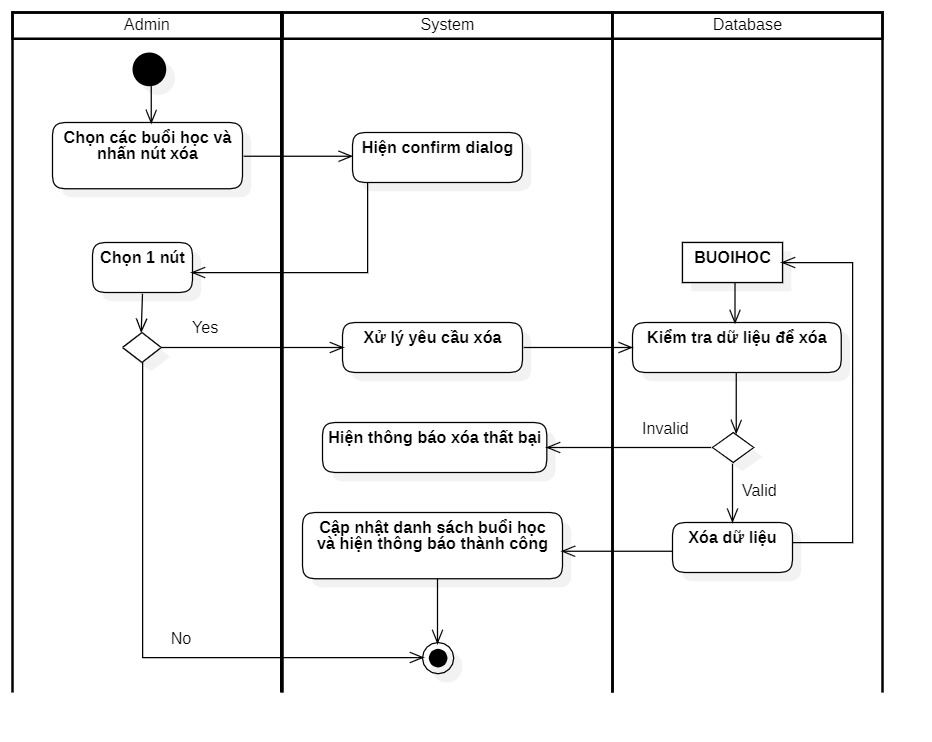 Admin
System
Database
Chọn các buổi học và
nhấn nút xóa
Hiện confirm dialog
Chọn 1 nút
BUOIHOC
Yes
Xử lý yêu cầu xóa
Kiểm tra dữ liệu để xóa
Hiện thông báo xóa thất bại
Invalid
Valid
Cập nhật danh sách buổi học
và hiện thông báo thành công
Xóa dữ liệu
No